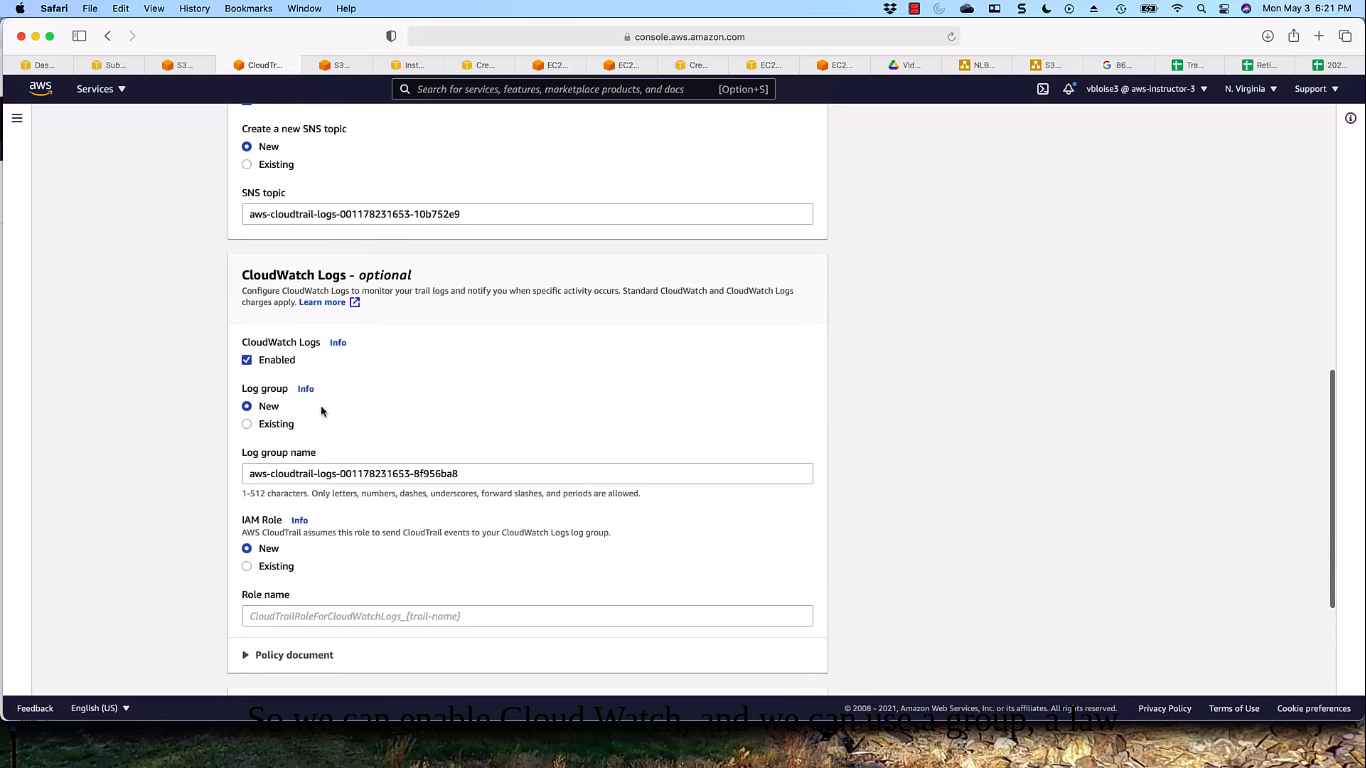 Safari File Edit View History Bookmarks Window Help Mon May 3 6:21 PM
console.aws.amazon.com
Das... Sub... S3... CloudTr... S3... Inst... Cre... EC2... EC2... Cre... EC2... EC2... Vid... NLB... S3... 86... Tra... Reti... 202...
aws Services Search for services, features, marketplace products, and docs [Option+S] vbloise3 @ aws-instructor-3 N. Virginia Support
Create a new SNS topic
New
Existing
SNS topic
aws-cloudtrail-logs-001178231653-10b752e9
CloudWatch Logs - optional
Configure CloudWatch Logs to monitor your trail logs and notify you when specific activity occurs. Standard CloudWatch and CloudWatch Logs
charges apply. Learn more
CloudWatch Logs Info
Enabled
Log group Info
New
Existing
Log group name
aws-cloudtrail-logs-001178231653-8f956ba8
1-512 characters. Only letters, numbers, dashes, underscores, forward slashes, and periods are allowed.
IAM Role Info
AWS CloudTrail assumes this role to send CloudTrail events to your CloudWatch Logs log group.
New
Existing
Role name
CloudTrailRoleForCloudWatchLogs_{trail-name}
Policy document
Feedback English (US) © 2008 - 2021, Amazon Web Services, Inc. or its affiliates. All rights reserved. Privacy Policy Terms of Use Cookie preferences
So we can enable Cloud Watch, and we can use a group, a law